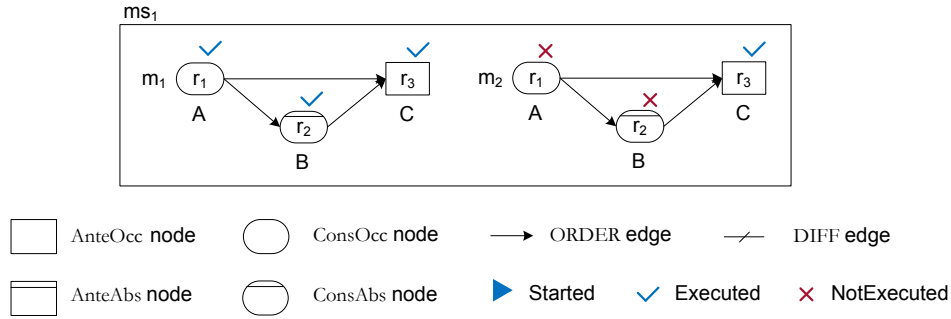 ms₁
m₁ r₁ r₃ m₂ r₁ r₃
A C A C
r₂ r₂
B B
AnteOcc node ConsOcc node ORDER edge DIFF edge
AnteAbs node ConsAbs node Started Executed NotExecuted